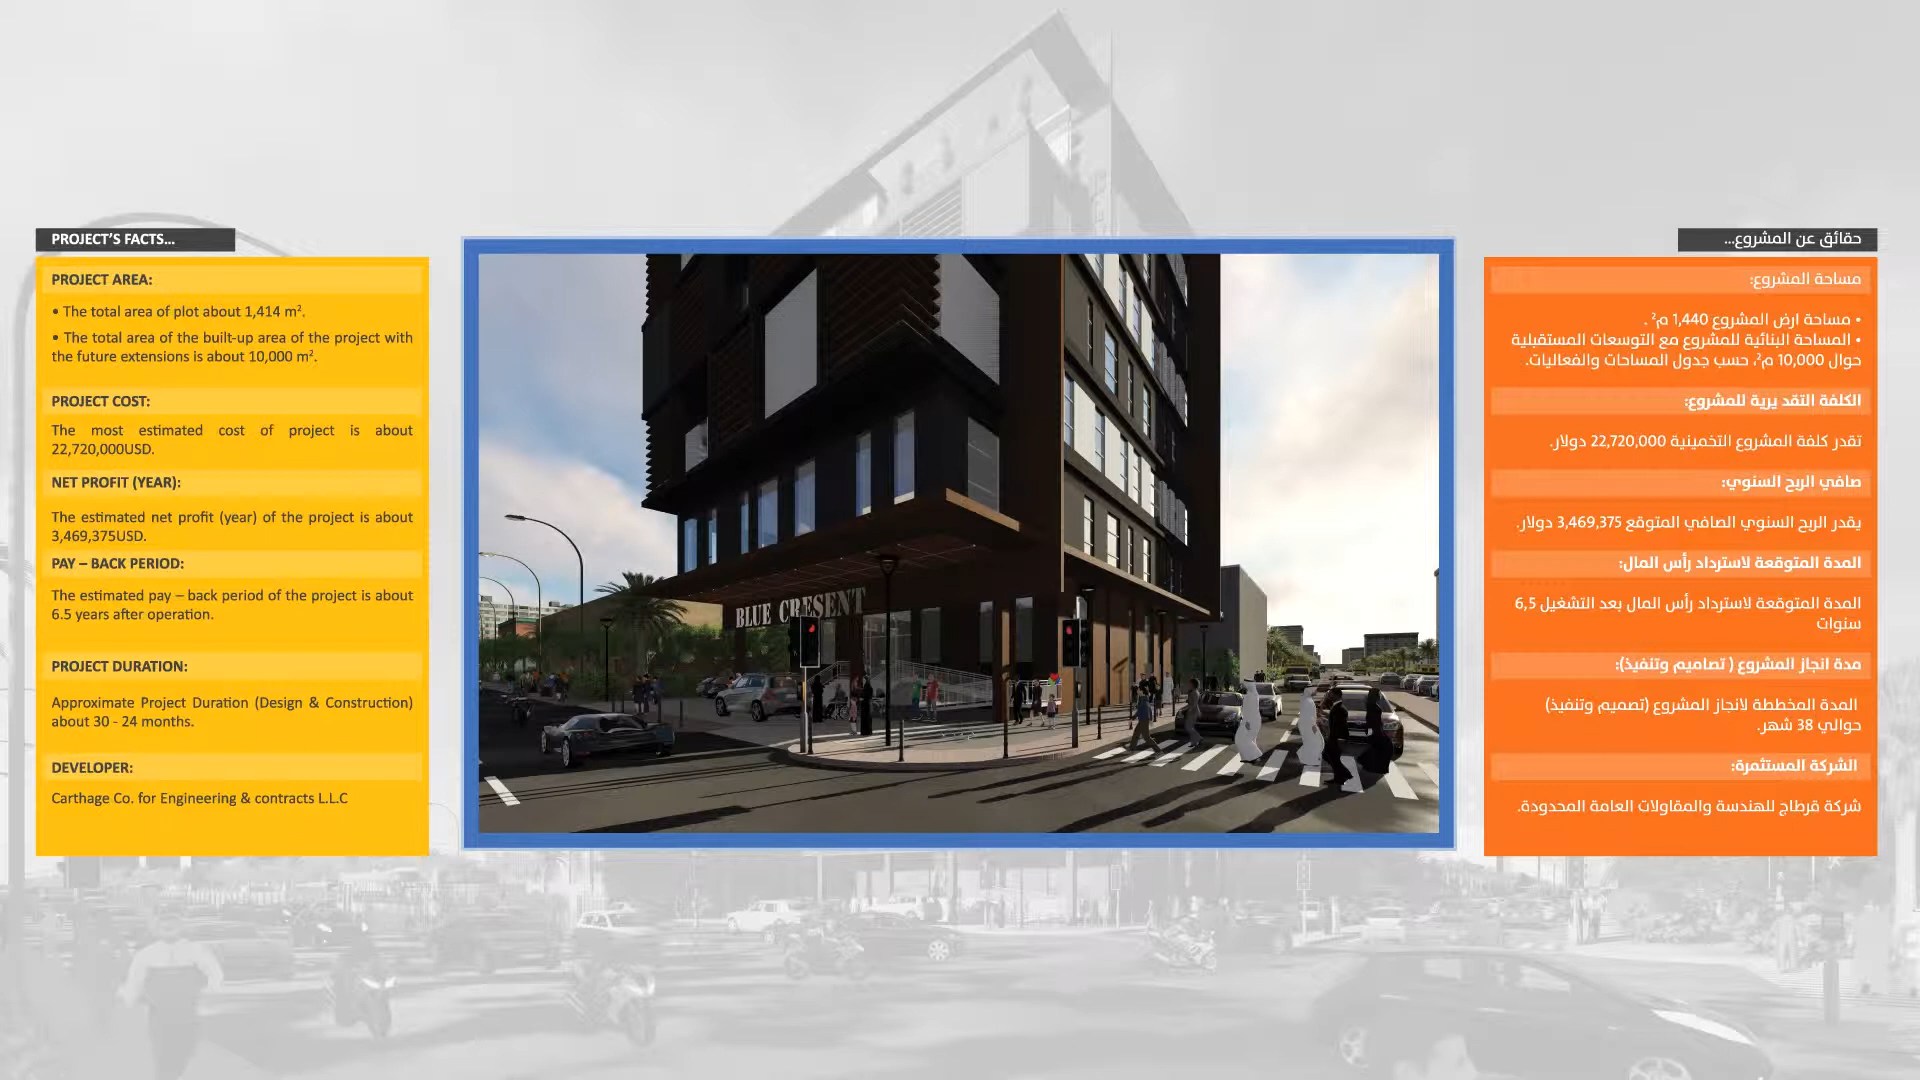 PROJECT'S FACTS...
PROJECT AREA:
• The total area of plot about 1,414 m².
• The total area of the built-up area of the project with
the future extensions is about 10,000 m².
PROJECT COST:
The most estimated cost of project is about
22,720,000USD.
NET PROFIT (YEAR):
The estimated net profit (year) of the project is about
3,469,375USD.
PAY – BACK PERIOD:
The estimated pay – back period of the project is about
6.5 years after operation.
PROJECT DURATION:
Approximate Project Duration (Design & Construction)
about 30 - 24 months.
DEVELOPER:
Carthage Co. for Engineering & contracts L.L.C
BLUE CRESENT
حقائق عن المشروع...
مساحة المشروع:
• مساحة ارض المشروع 1,440 م² .
• المساحة البنائية للمشروع مع التوسعات المستقبلية
حوال 10,000 م²، حسب جدول المساحات والفعاليات.
الكلفة التقد يرية للمشروع:
تقدر كلفة المشروع التخمينية 22,720,000 دولار.
صافي الربح السنوي:
يقدر الربح السنوي الصافي المتوقع 3,469,375 دولار.
المدة المتوقعة لاسترداد رأس المال:
المدة المتوقعة لاسترداد رأس المال بعد التشغيل 6,5
سنوات
مدة انجاز المشروع ( تصاميم وتنفيذ):
المدة المخططة لانجاز المشروع (تصميم وتنفيذ)
حوالي 38 شهر.
الشركة المستثمرة:
شركة قرطاج للهندسة والمقاولات العامة المحدودة.